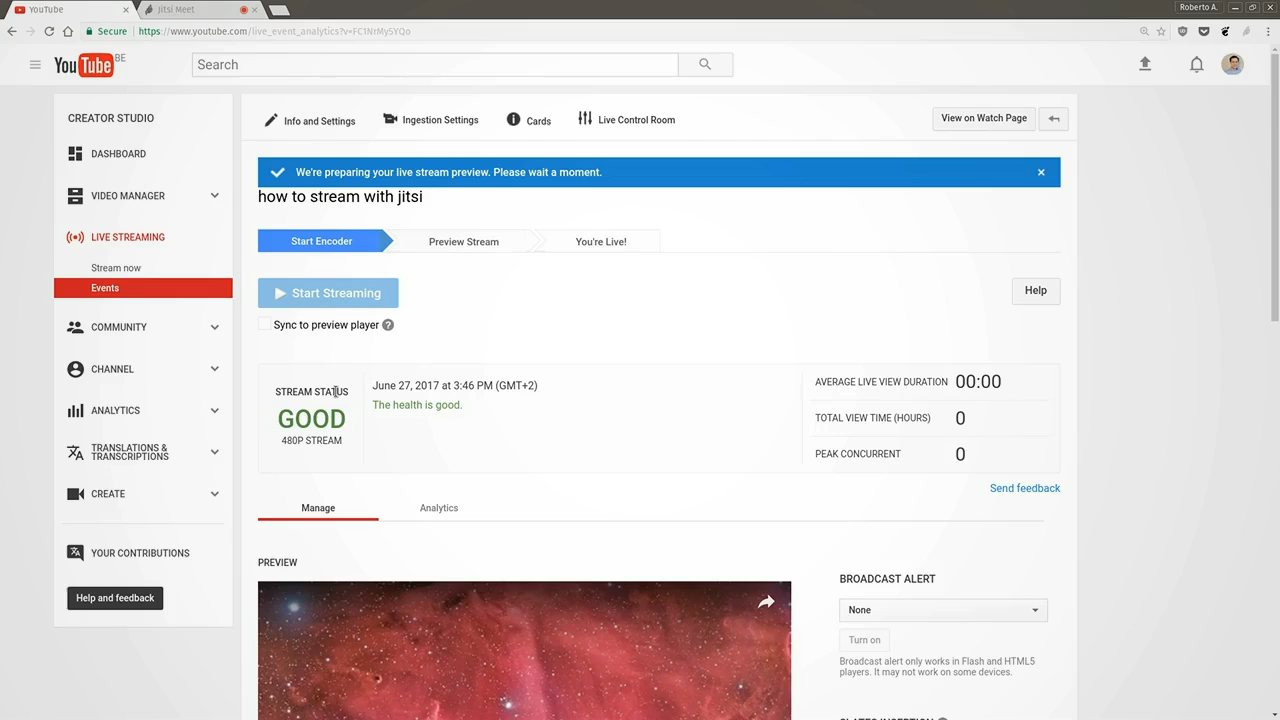 YouTube
Jitsi Meet
Roberto A.
Secure
https://www.youtube.com/live_event_analytics?v=FC1NrMySYQo
YouTube BE
Search
CREATOR STUDIO
DASHBOARD
VIDEO MANAGER
LIVE STREAMING
Stream now
Events
COMMUNITY
CHANNEL
ANALYTICS
TRANSLATIONS &
TRANSCRIPTIONS
CREATE
YOUR CONTRIBUTIONS
Help and feedback
Info and Settings
Ingestion Settings
Cards
Live Control Room
View on Watch Page
We're preparing your live stream preview. Please wait a moment.
how to stream with jitsi
Start Encoder
Preview Stream
You're Live!
Start Streaming
Help
Sync to preview player
STREAM STATUS
GOOD
480P STREAM
June 27, 2017 at 3:46 PM (GMT+2)
The health is good.
AVERAGE LIVE VIEW DURATION 00:00
TOTAL VIEW TIME (HOURS) 0
PEAK CONCURRENT 0
Send feedback
Manage
Analytics
PREVIEW
BROADCAST ALERT
None
Turn on
Broadcast alert only works in Flash and HTML5
players. It may not work on some devices.